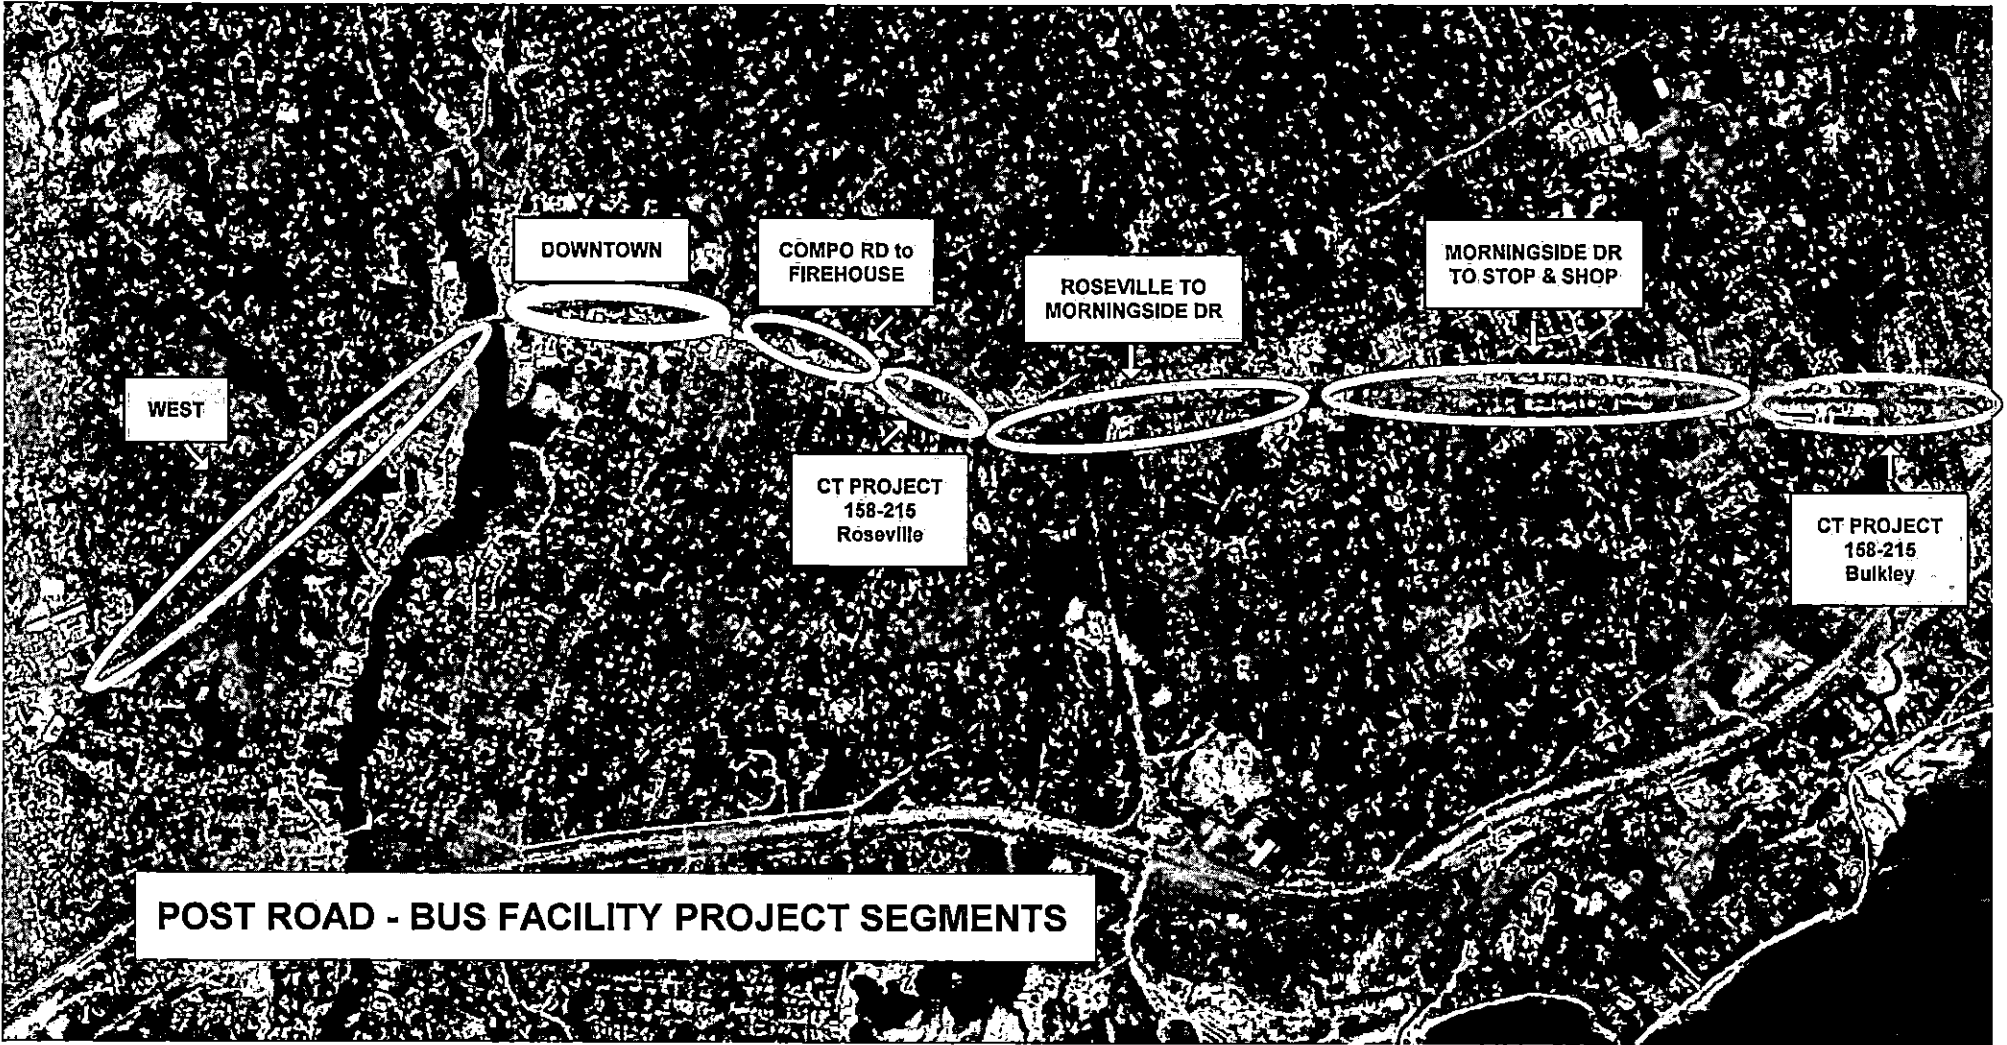 DOWNTOWN
COMPO RD to
FIREHOUSE
ROSEVILLE TO
MORNINGSIDE DR
MORNINGSIDE DR
TO STOP & SHOP
WEST
CT PROJECT
158-215
Roseville
CT PROJECT
158-215
Bulkley
POST ROAD - BUS FACILITY PROJECT SEGMENTS